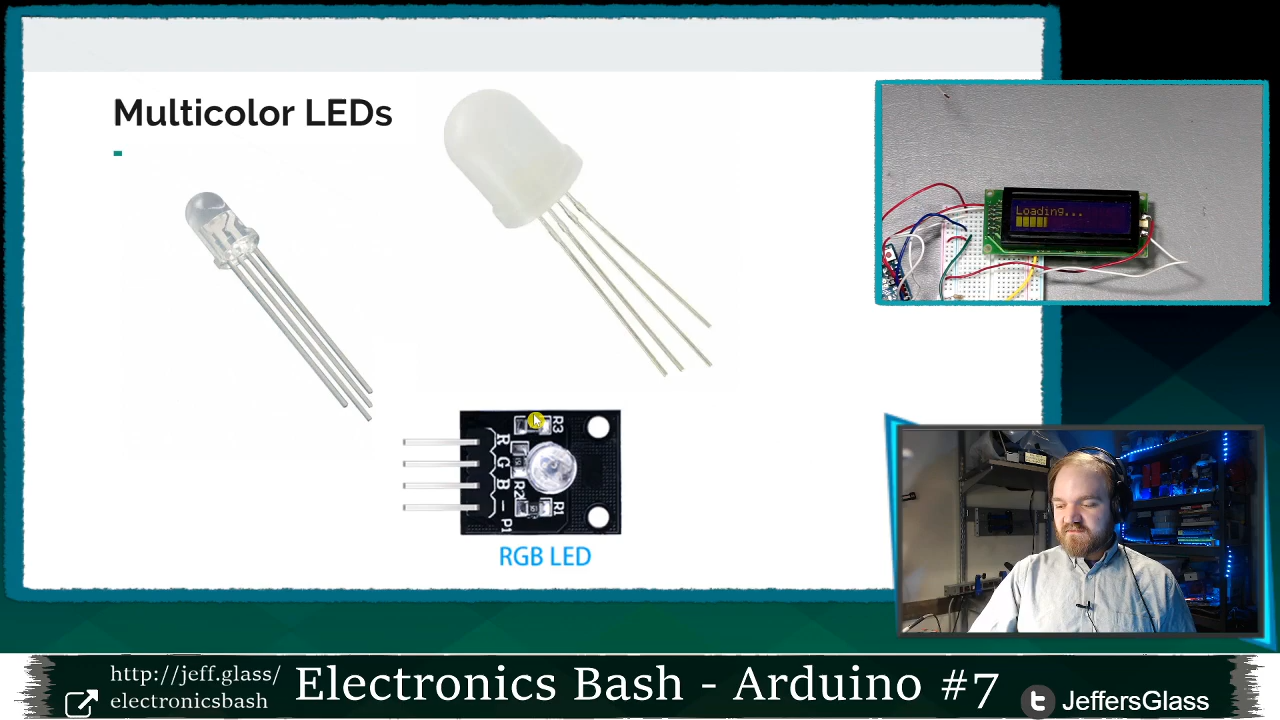 Multicolor LEDs
Loading...
R3
R
G
B
-
R2
R1
P1
RGB LED
http://jeff.glass/
electronicsbash
Electronics Bash - Arduino #7
JeffersGlass